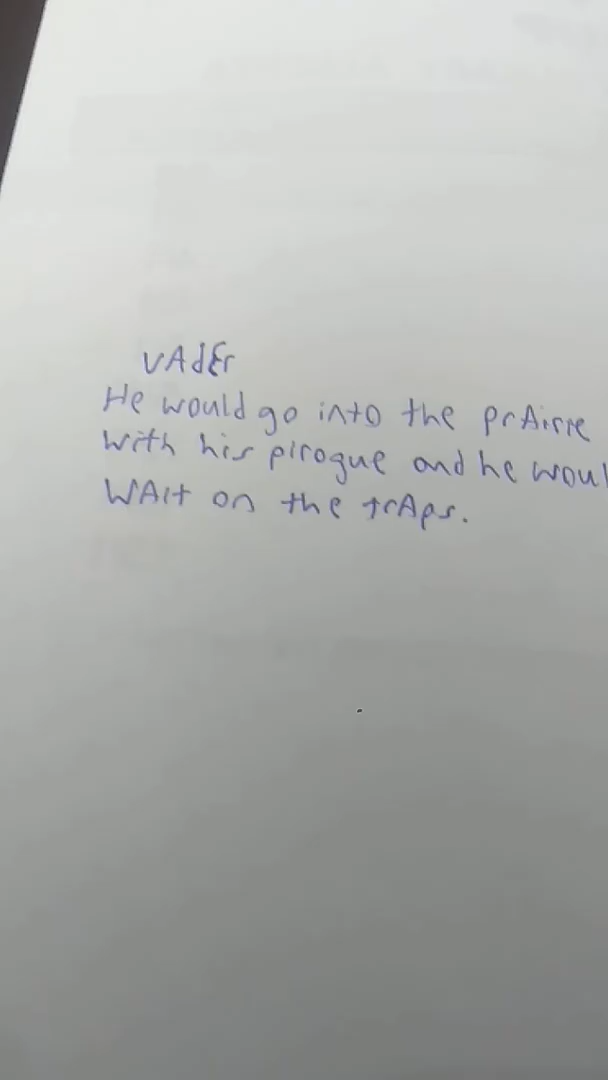 VAdEr
He would go into the prAirie
with his pirogue and he woul
WAit on the trAps.